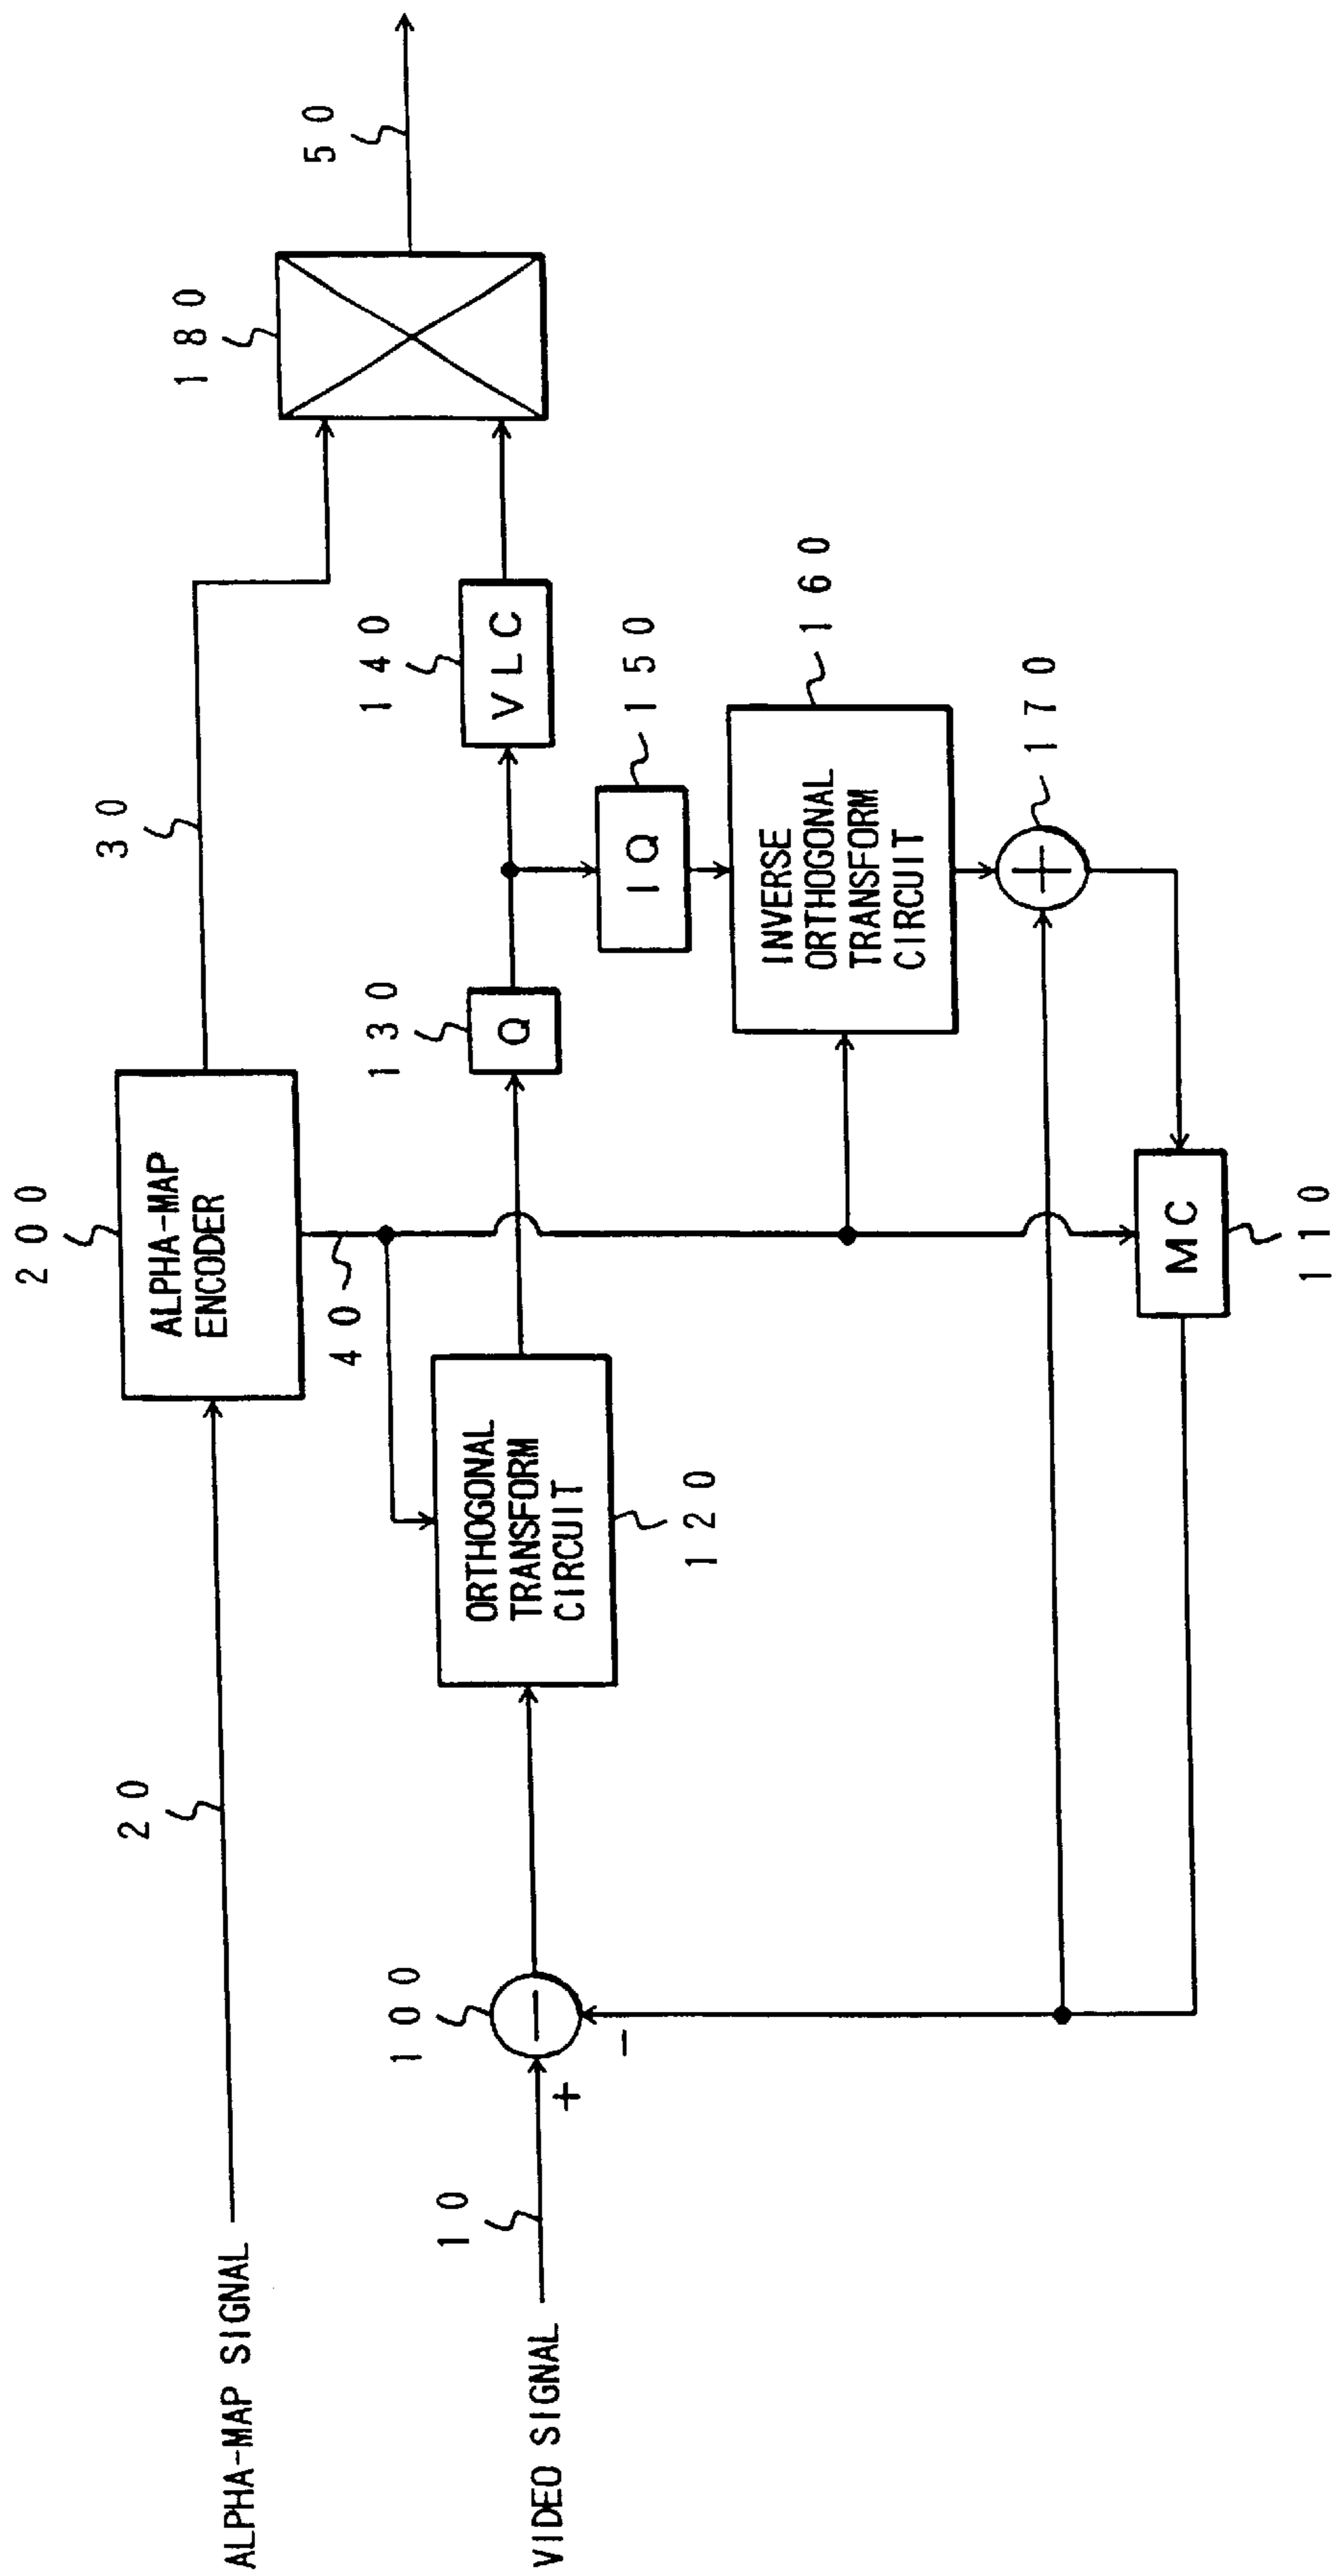 ALPHA-MAP SIGNAL
20
200
ALPHA-MAP
ENCODER
30
180
50
40
VIDEO SIGNAL
10
+
-
100
ORTHOGONAL
TRANSFORM
CIRCUIT
120
130
Q
140
VLC
IQ
150
INVERSE
ORTHOGONAL
TRANSFORM
CIRCUIT
160
170
MC
110